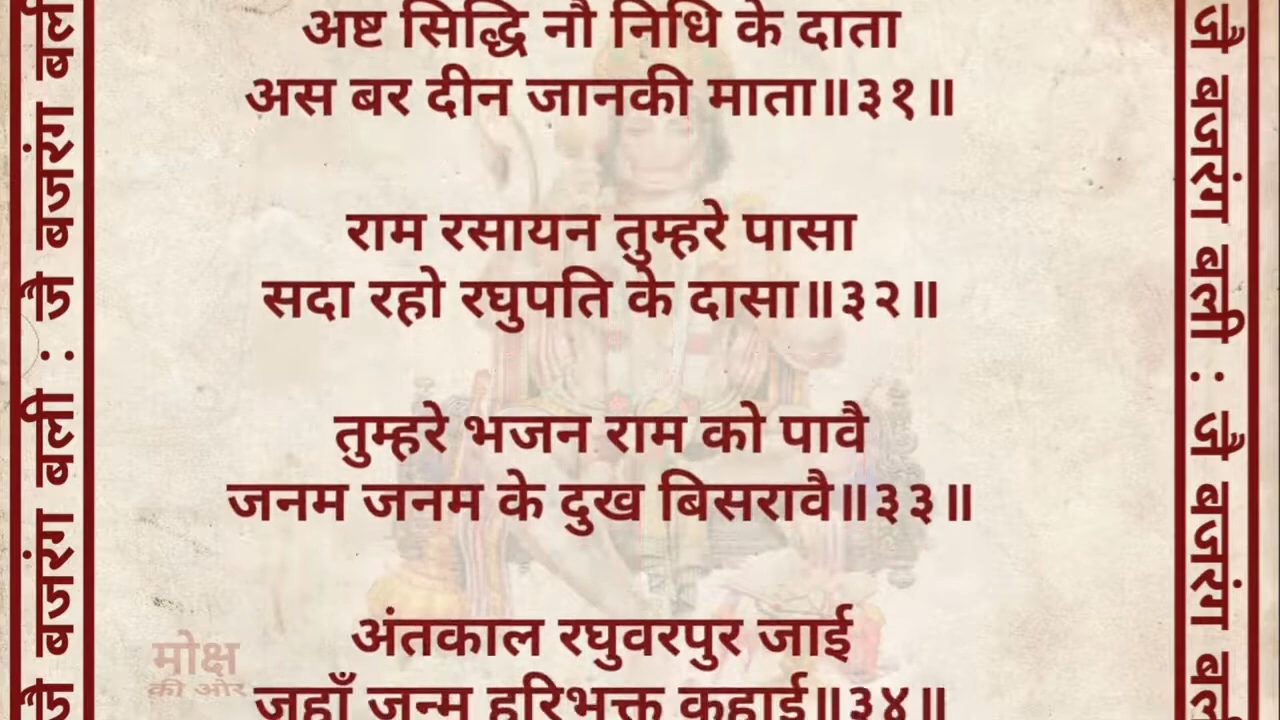 अष्ट सिद्धि नौ निधि के दाता
अस बर दीन जानकी माता॥३१॥
राम रसायन तुम्हरे पासा
सदा रहो रघुपति के दासा॥३२॥
तुम्हरे भजन राम को पावै
जनम जनम के दुख बिसरावै॥३३॥
अंतकाल रघुवरपुर जाई
जहाँ जन्म हरिभक्त कहाई॥३४॥
मोक्ष
की ओर
जै बजरंग बली : जै बजरंग बली
जै बजरंग बली : जै बजरंग बली